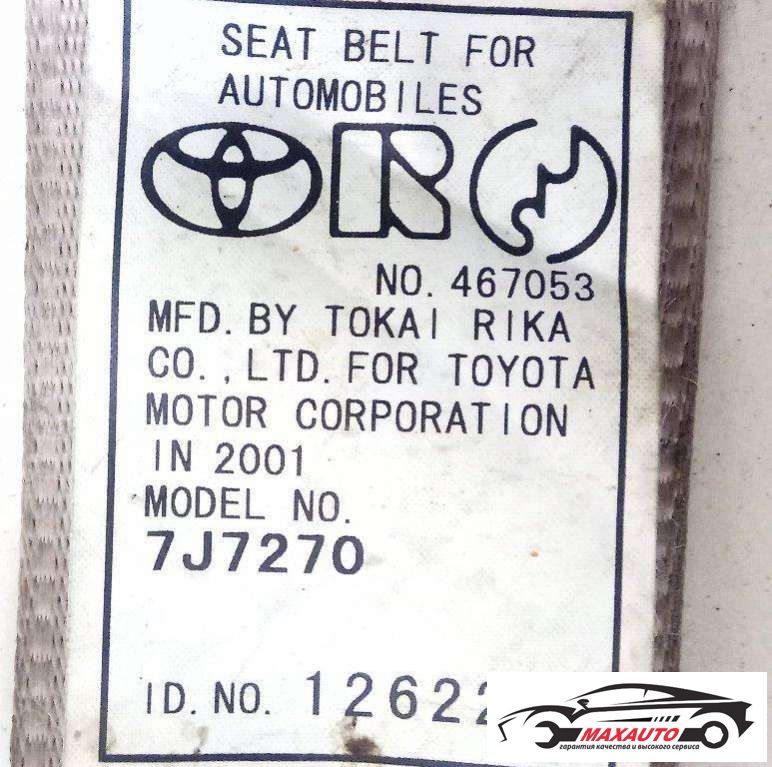 SEAT BELT FOR
AUTOMOBILES
NO. 467053
MFD. BY TOKAI RIKA
CO., LTD. FOR TOYOTA
MOTOR CORPORATION
IN 2001
MODEL NO.
7J7270
ID. NO. 12622
MAXAUTO
гарантия качества и высокого сервиса